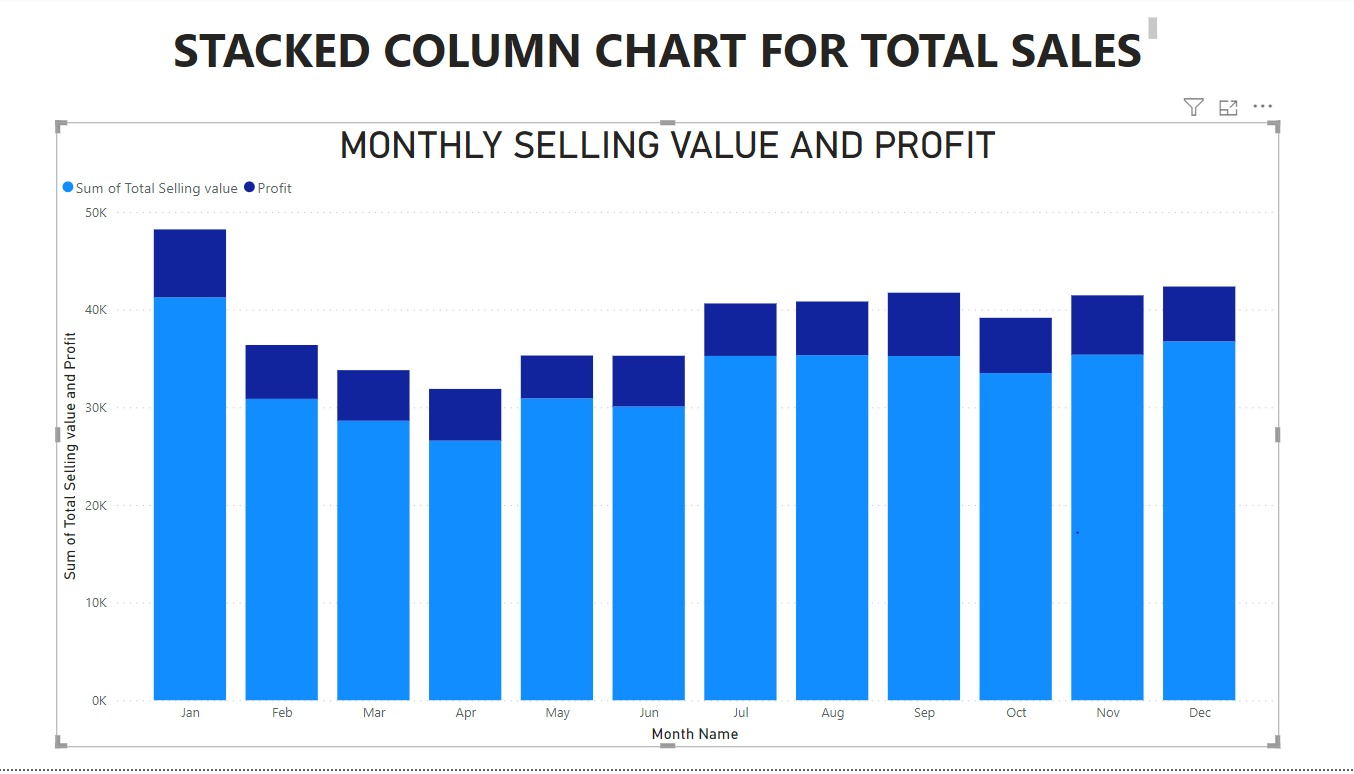 STACKED COLUMN CHART FOR TOTAL SALES
MONTHLY SELLING VALUE AND PROFIT
Sum of Total Selling value Profit
50K
40K
30K
20K
10K
0K
Sum of Total Selling value and Profit
Jan Feb Mar Apr May Jun Jul Aug Sep Oct Nov Dec
Month Name